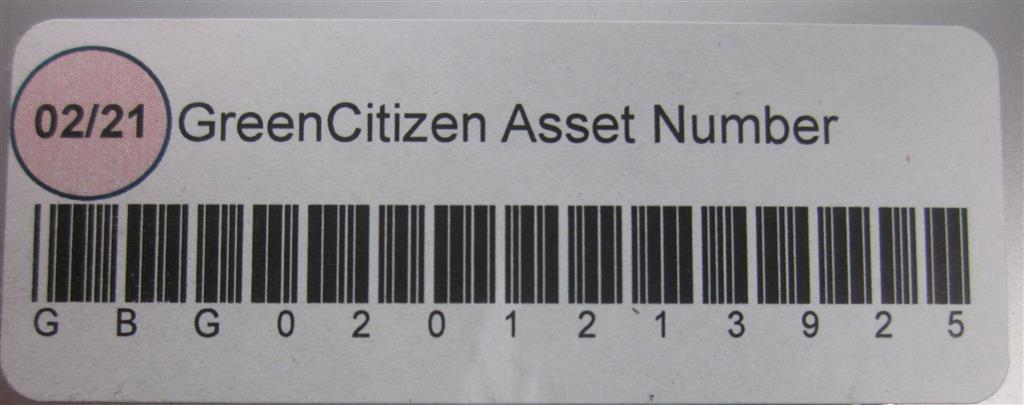 02/21 GreenCitizen Asset Number
GBG0201213925